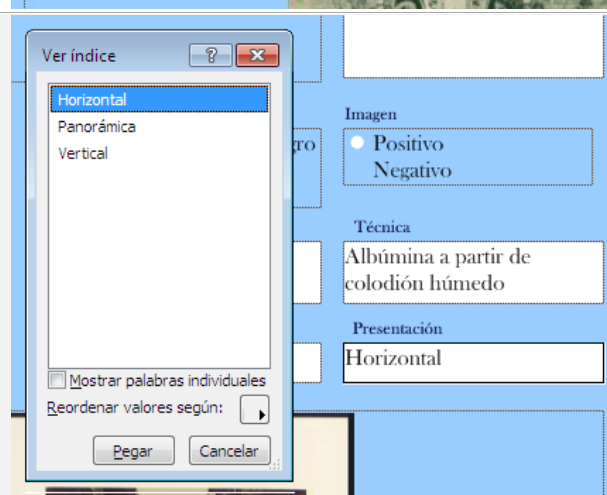 Ver índice
Horizontal
Panorámica
Vertical
Mostrar palabras individuales
Reordenar valores según:
Pegar
Cancelar
Imagen
Positivo
Negativo
Técnica
Albúmina a partir de
colodión húmedo
Presentación
Horizontal